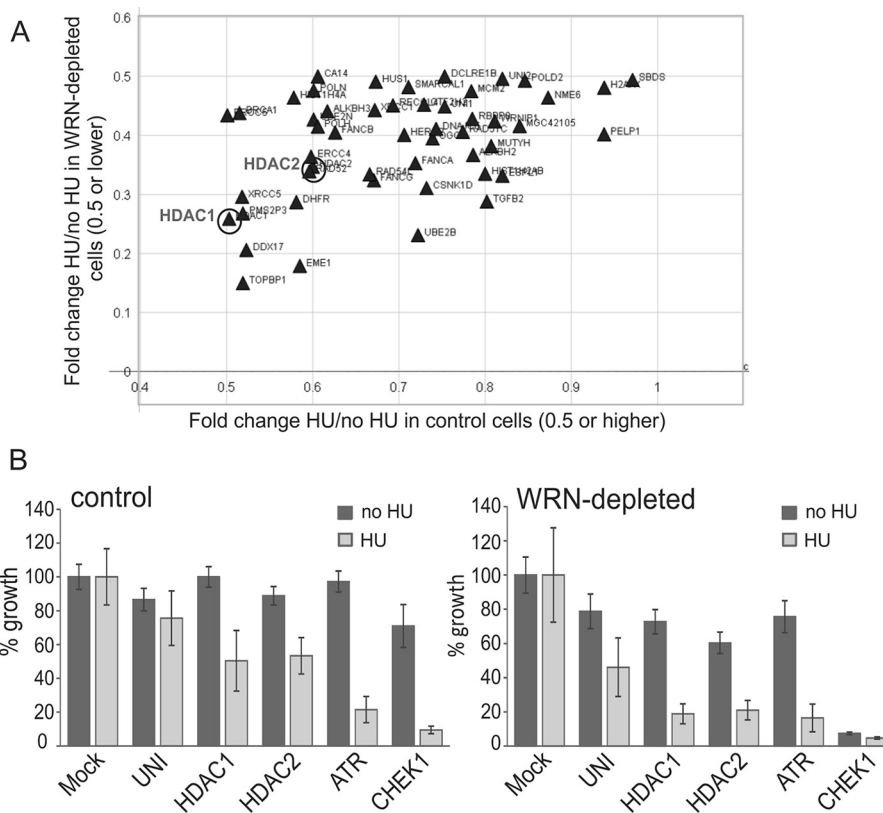 A
Fold change HU/no HU in WRN-depleted
cells (0.5 or lower)
0.6
0.5
0.4
0.3
0.2
0.1
0
CA14
POLN
HUS1
SMARCAL1
DCLRE1B
MCM2
UNI2
POLD2
NME6
SBDS
BRCA1
ALKBH3
FANCB
WRNIP1
MGC42105
PELP1
MUTYH
HDAC2
ERCC4
HDAC2
RAD52
RAD54L
FANCG
FANCA
CSNK1D
TGFB2
XRCC5
PMS2P3
DHFR
HDAC1
UBE2B
DDX17
EME1
TOPBP1
c
0.4
0.5
0.6
0.7
0.8
0.9
1
Fold change HU/no HU in control cells (0.5 or higher)
B
control
no HU
HU
% growth
140
120
100
80
60
40
20
0
Mock
UNI
HDAC1
HDAC2
ATR
CHEK1
WRN-depleted
no HU
HU
% growth
140
120
100
80
60
40
20
0
Mock
UNI
HDAC1
HDAC2
ATR
CHEK1